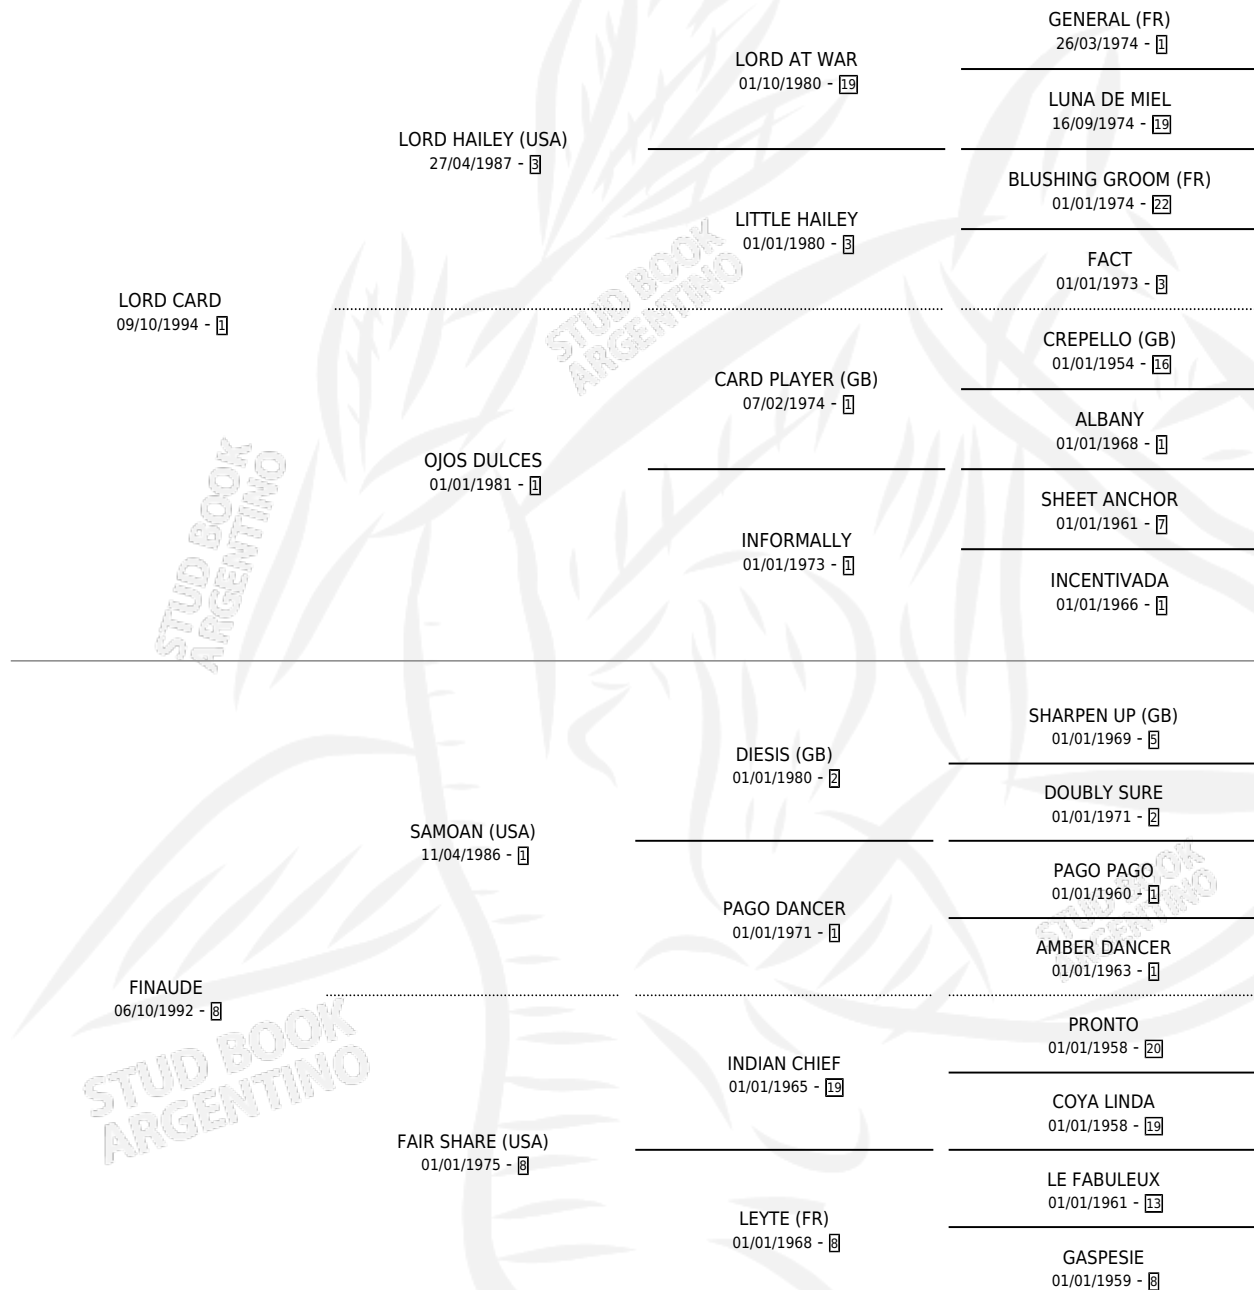 GENERAL (FR)
26/03/1974 - 1
LORD AT WAR
01/10/1980 - 19
LUNA DE MIEL
16/09/1974 - 19
LORD HAILEY (USA)
27/04/1987 - 3
BLUSHING GROOM (FR)
01/01/1974 - 22
LITTLE HAILEY
01/01/1980 - 3
FACT
01/01/1973 - 3
LORD CARD
09/10/1994 - 1
STUD BOOK
ARGENTINO
CREPELLO (GB)
01/01/1954 - 16
CARD PLAYER (GB)
07/02/1974 - 1
ALBANY
01/01/1968 - 1
OJOS DULCES
01/01/1981 - 1
SHEET ANCHOR
01/01/1961 - 7
INFORMALLY
01/01/1973 - 1
INCENTIVADA
01/01/1966 - 1
STUD BOOK
ARGENTINO
SHARPEN UP (GB)
01/01/1969 - 5
DIESIS (GB)
01/01/1980 - 2
DOUBLY SURE
01/01/1971 - 2
SAMOAN (USA)
11/04/1986 - 1
PAGO PAGO
01/01/1960 - 1
PAGO DANCER
01/01/1971 - 1
STUD BOOK
ARGENTINO
AMBER DANCER
01/01/1963 - 1
FINAUDE
06/10/1992 - 8
STUD BOOK
ARGENTINO
PRONTO
01/01/1958 - 20
INDIAN CHIEF
01/01/1965 - 19
COYA LINDA
01/01/1958 - 19
FAIR SHARE (USA)
01/01/1975 - 8
LE FABULEUX
01/01/1961 - 13
LEYTE (FR)
01/01/1968 - 8
GASPESIE
01/01/1959 - 8